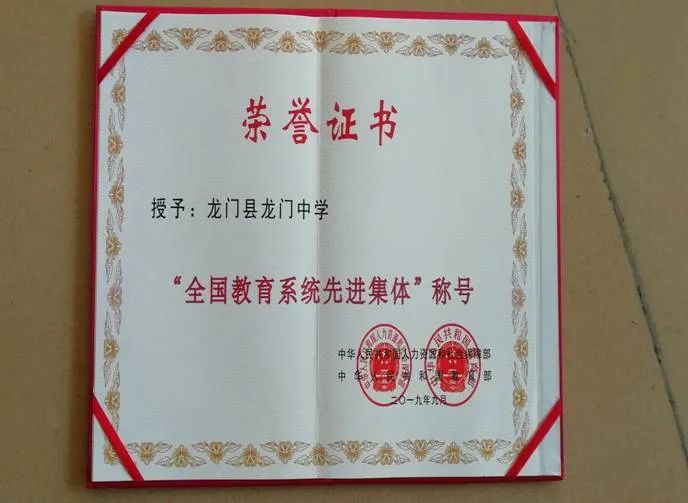 荣誉证书
授予：龙门县龙门中学
“全国教育系统先进集体”称号
中华人民共和国人力资源和社会保障部
中华人民共和国教育部
二〇一九年九月